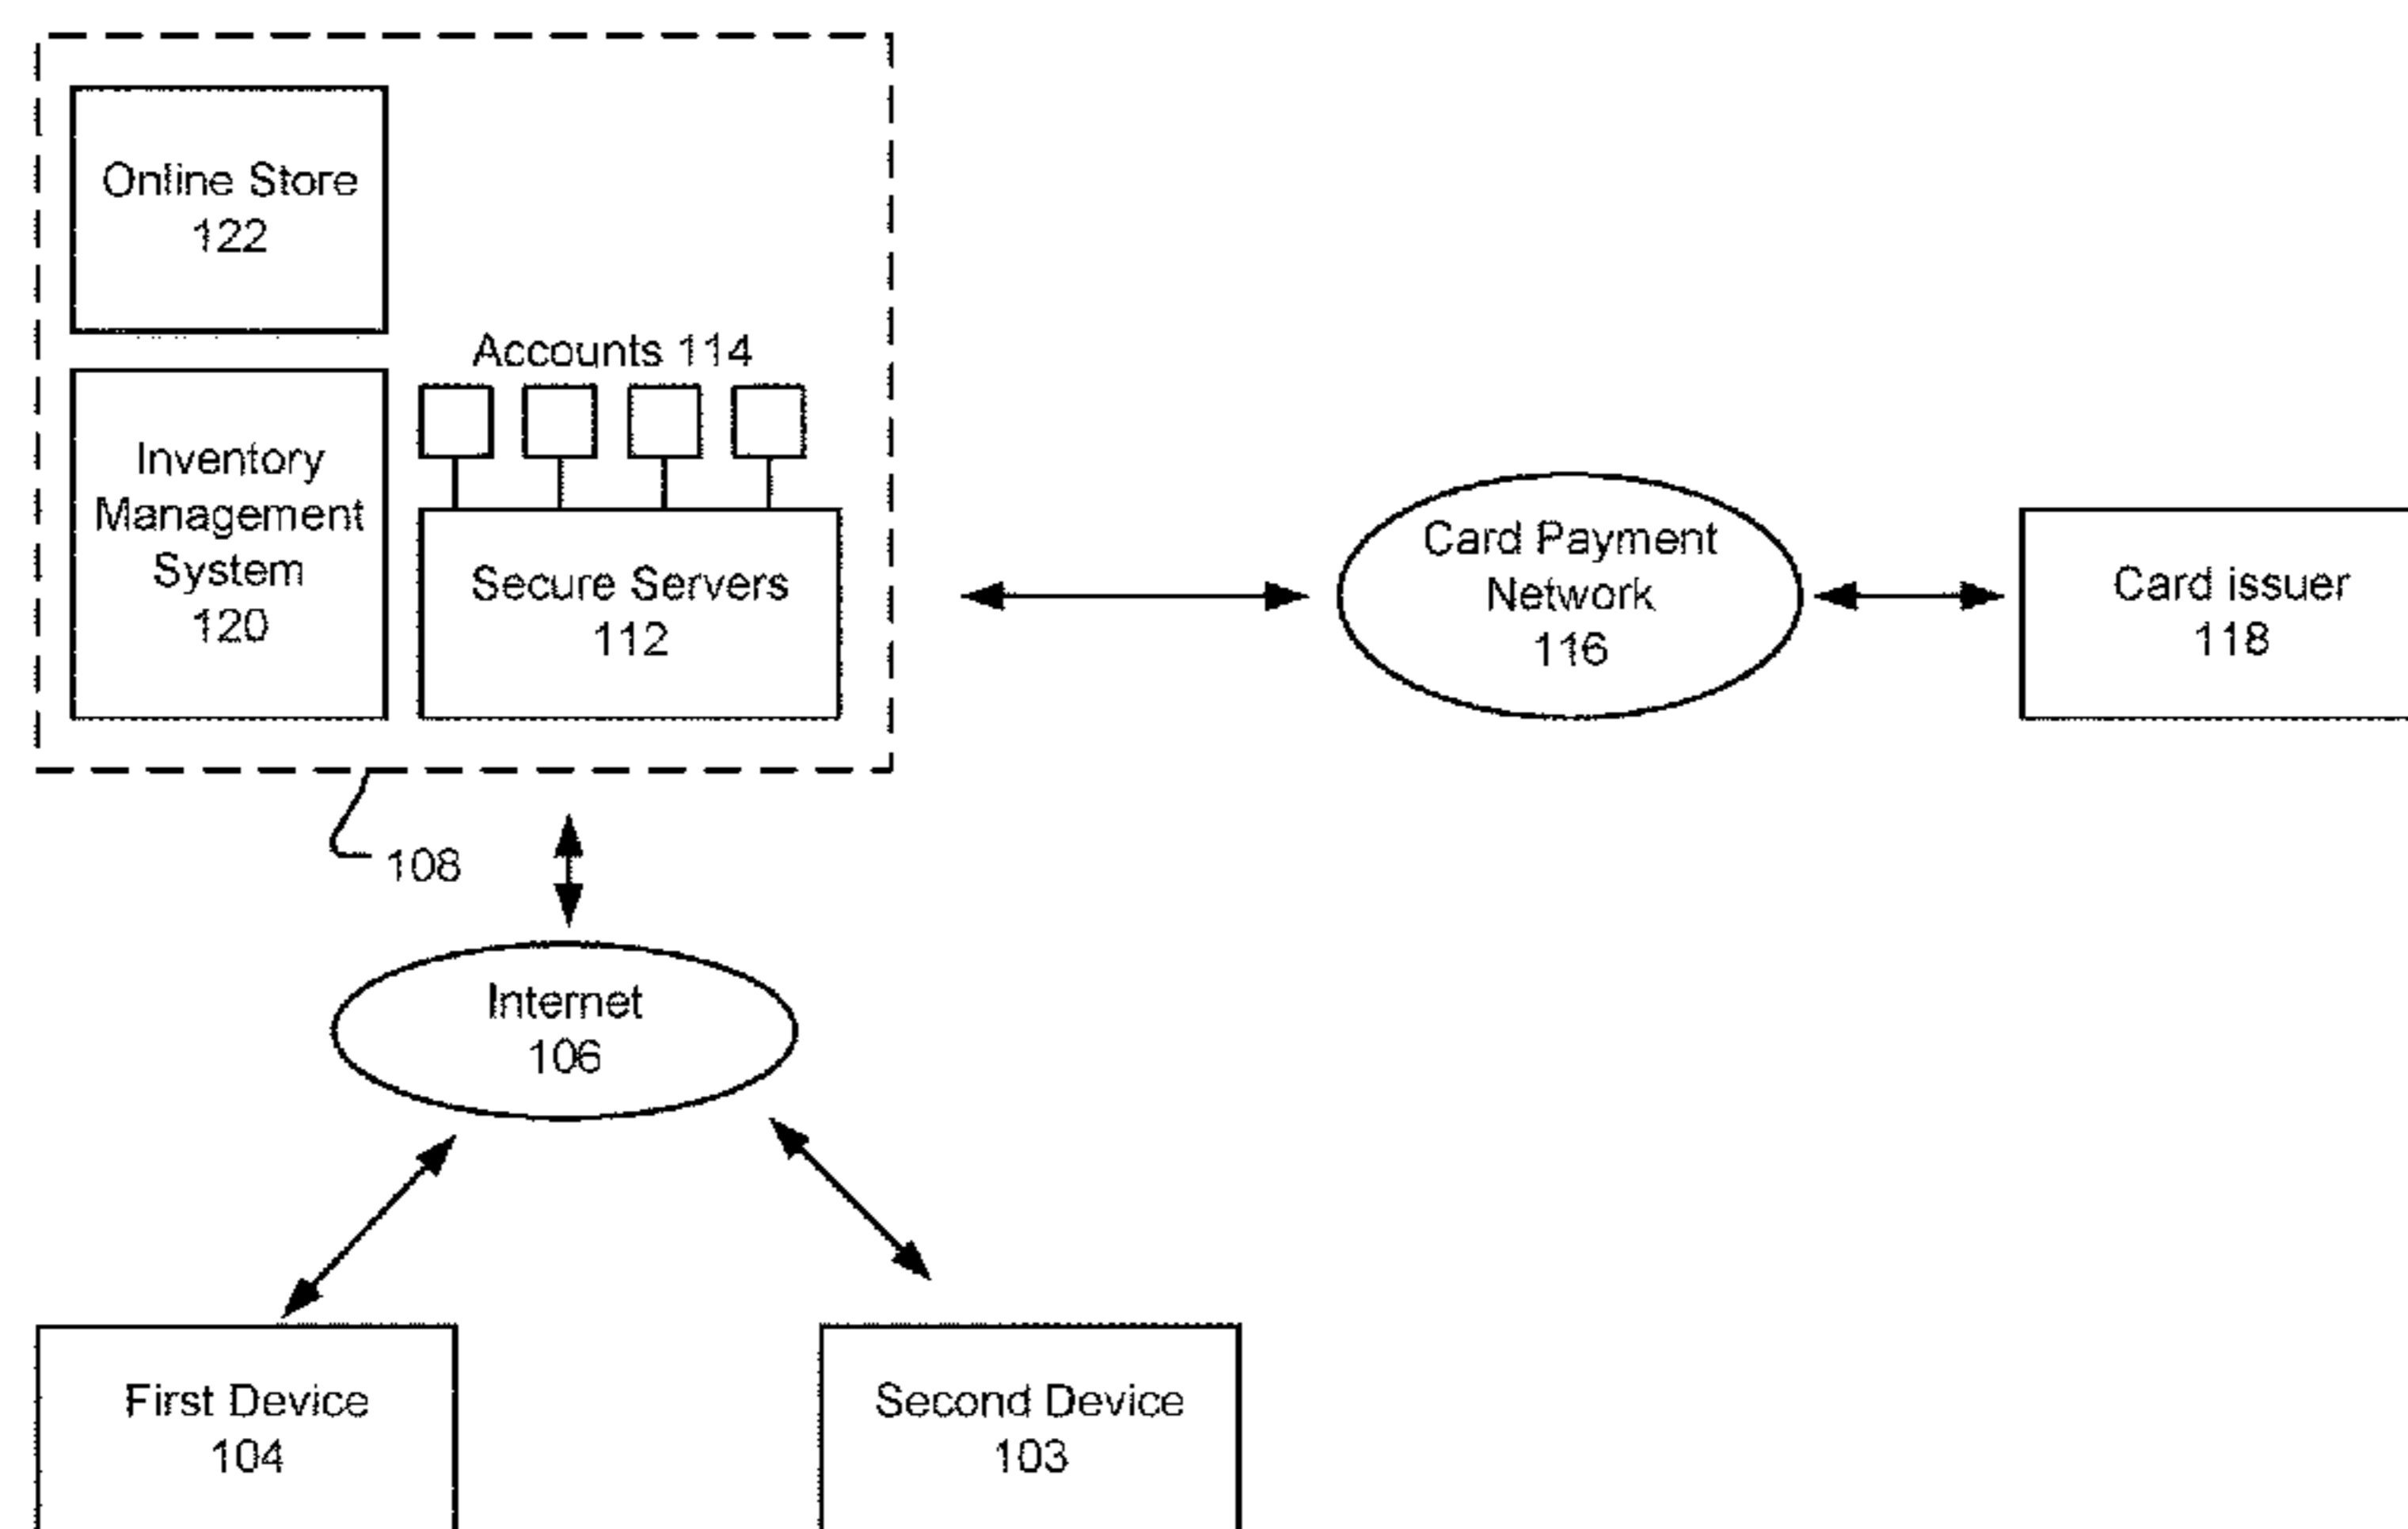 Online Store
122
Accounts 114
Inventory
Management
System
120
Secure Servers
112
Card Payment
Network
116
Card issuer
118
108
Internet
106
First Device
104
Second Device
103